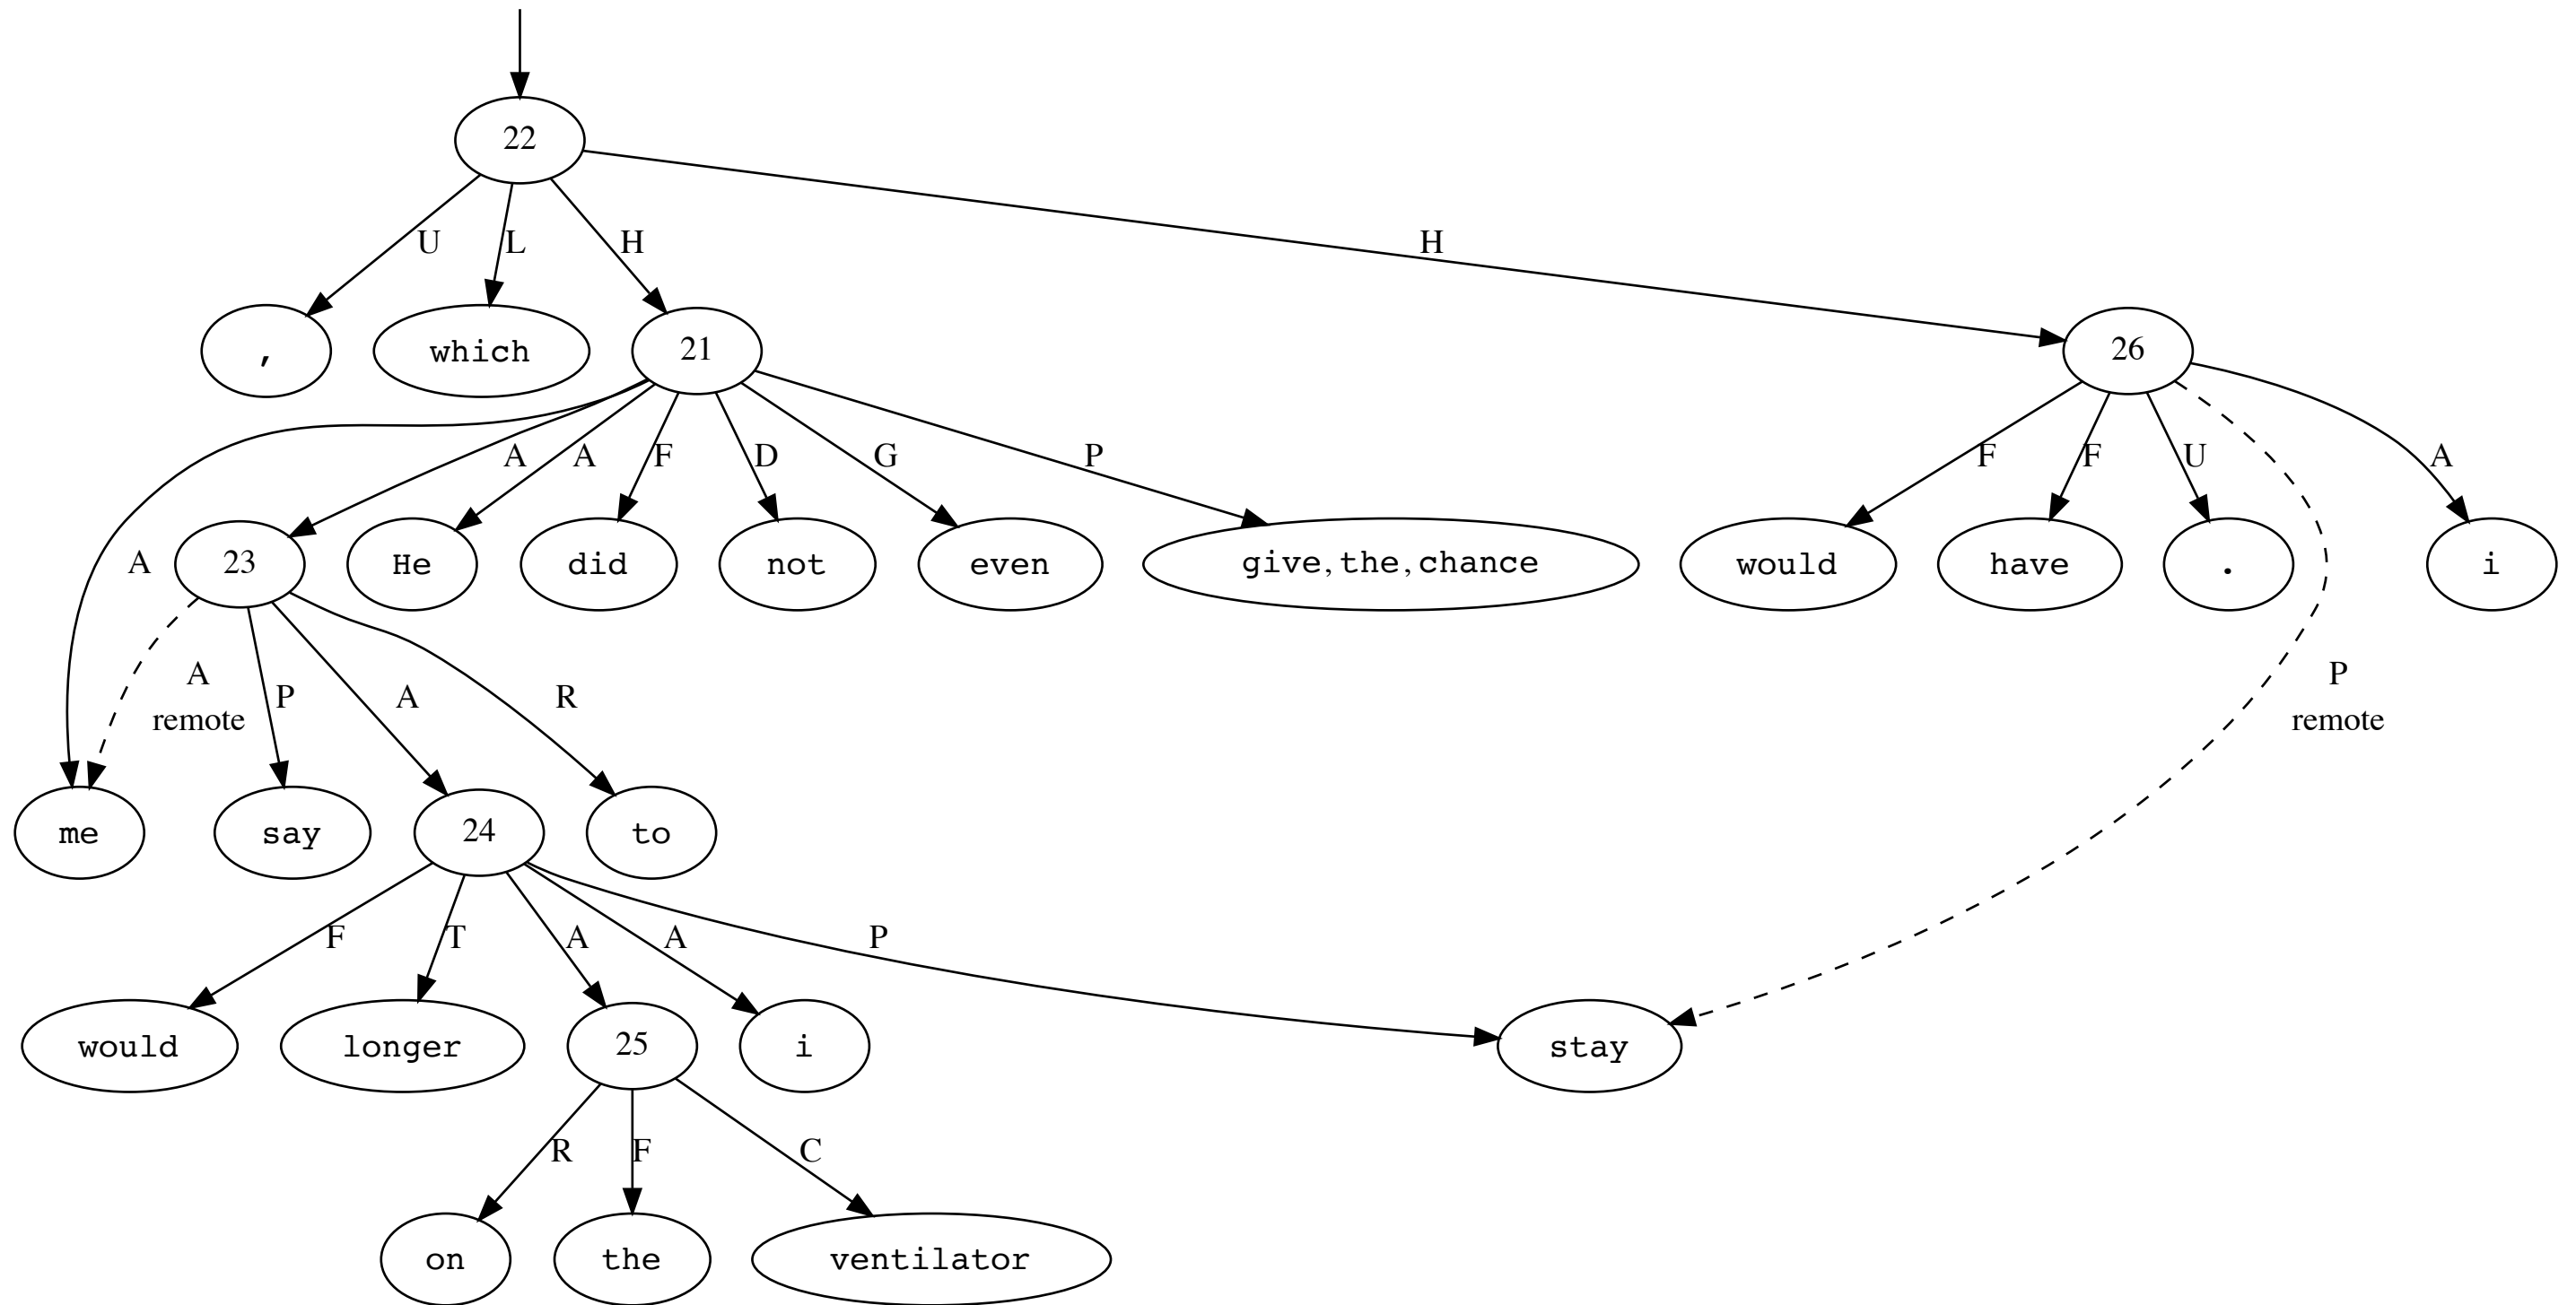 22
U L H H
, which 21 26
A A F D G P F F U A
A 23 He did not even give,the,chance would have . i
A P A R P
remote remote
me say 24 to
F T A A P
would longer 25 i stay
R F C
on the ventilator